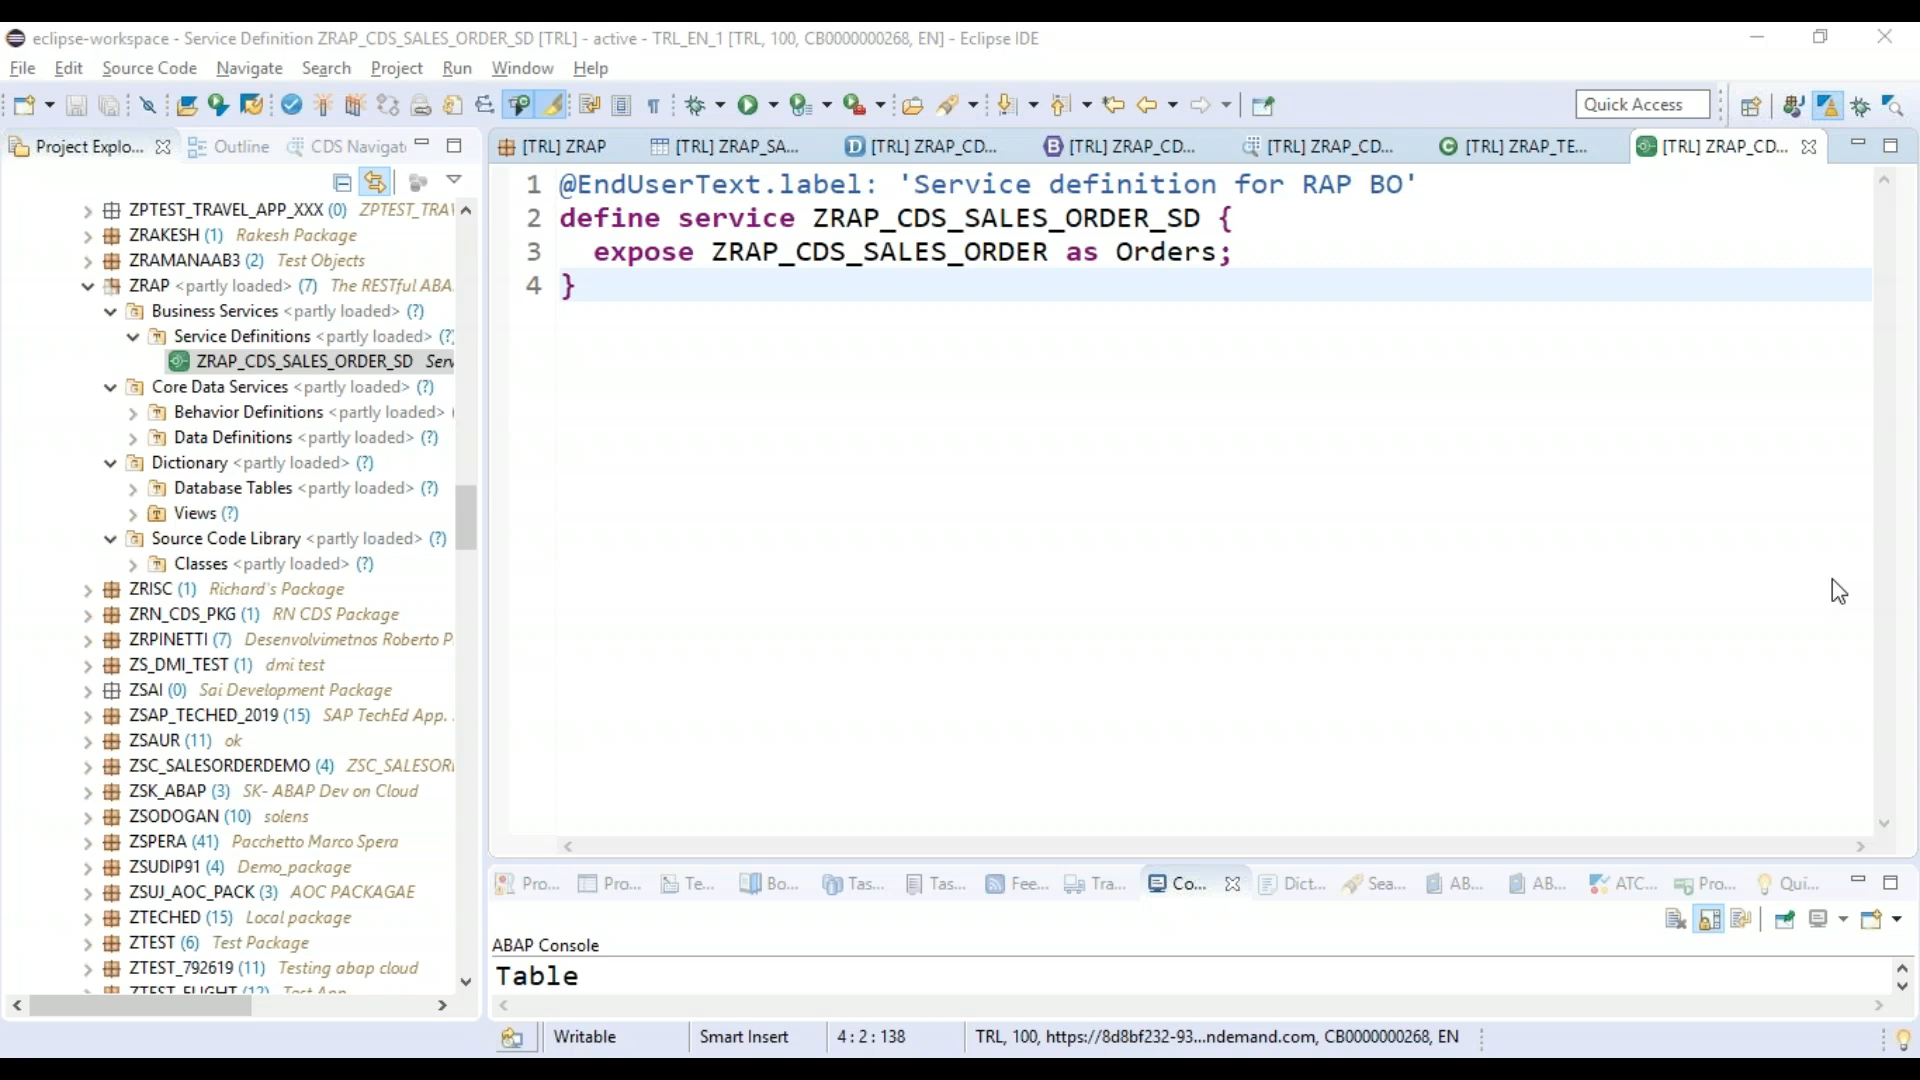 eclipse-workspace - Service Definition ZRAP_CDS_SALES_ORDER_SD [TRL] - active - TRL_EN_1 [TRL, 100, CB0000000268, EN] - Eclipse IDE
File Edit Source Code Navigate Search Project Run Window Help
Quick Access
Project Explo... Outline CDS Navigat
[TRL] ZRAP [TRL] ZRAP_SA... [TRL] ZRAP_CD... [TRL] ZRAP_CD... [TRL] ZRAP_CD... [TRL] ZRAP_TE... [TRL] ZRAP_CD...
ZPTEST_TRAVEL_APP_XXX (0) ZPTEST_TRAV
ZRAKESH (1) Rakesh Package
ZRAMANAAB3 (2) Test Objects
ZRAP <partly loaded> (7) The RESTful ABA
Business Services <partly loaded> (?)
Service Definitions <partly loaded> (?)
ZRAP_CDS_SALES_ORDER_SD Serv
Core Data Services <partly loaded> (?)
Behavior Definitions <partly loaded> (
Data Definitions <partly loaded> (?)
Dictionary <partly loaded> (?)
Database Tables <partly loaded> (?)
Views (?)
Source Code Library <partly loaded> (?)
Classes <partly loaded> (?)
ZRISC (1) Richard's Package
ZRN_CDS_PKG (1) RN CDS Package
ZRPINETTI (7) Desenvolvimetnos Roberto P
ZS_DMI_TEST (1) dmi test
ZSAI (0) Sai Development Package
ZSAP_TECHED_2019 (15) SAP TechEd App. .
ZSAUR (11) ok
ZSC_SALESORDERDEMO (4) ZSC_SALESORI
ZSK_ABAP (3) SK- ABAP Dev on Cloud
ZSODOGAN (10) solens
ZSPERA (41) Pacchetto Marco Spera
ZSUDIP91 (4) Demo_package
ZSUJ_AOC_PACK (3) AOC PACKAGAE
ZTECHED (15) Local package
ZTEST (6) Test Package
ZTEST_792619 (11) Testing abap cloud
ZTEST_FLIGHT (12) Test App
1 @EndUserText.label: 'Service definition for RAP BO'
2 define service ZRAP_CDS_SALES_ORDER_SD {
3 expose ZRAP_CDS_SALES_ORDER as Orders;
4 }
Pro... Pro... Te... Bo... Tas... Tas... Fee... Tra... Co... Dict... Sea... AB... AB... ATC... Pro... Qui...
ABAP Console
Table
Writable Smart Insert 4 : 2 : 138 TRL, 100, https://8d8bf232-93...ndemand.com, CB0000000268, EN